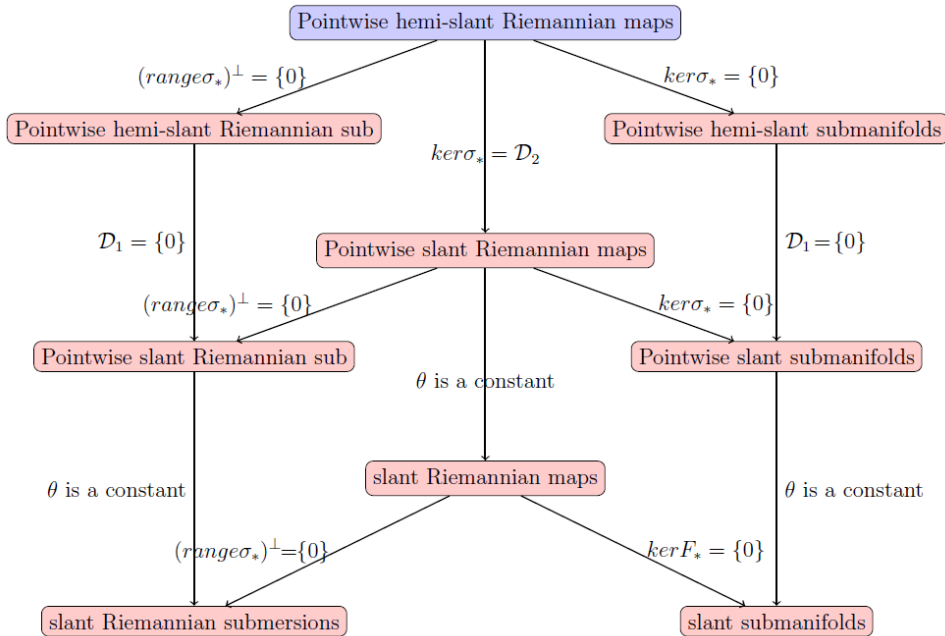 Pointwise hemi-slant Riemannian maps
(rangeσ∗)⊥ = {0}
kerσ∗ = {0}
Pointwise hemi-slant Riemannian sub
Pointwise hemi-slant submanifolds
kerσ∗ = 𝒟₂
𝒟₁ = {0}
𝒟₁ = {0}
Pointwise slant Riemannian maps
(rangeσ∗)⊥ = {0}
kerσ∗ = {0}
Pointwise slant Riemannian sub
Pointwise slant submanifolds
θ is a constant
slant Riemannian maps
θ is a constant
θ is a constant
(rangeσ∗)⊥={0}
kerF∗ = {0}
slant Riemannian submersions
slant submanifolds